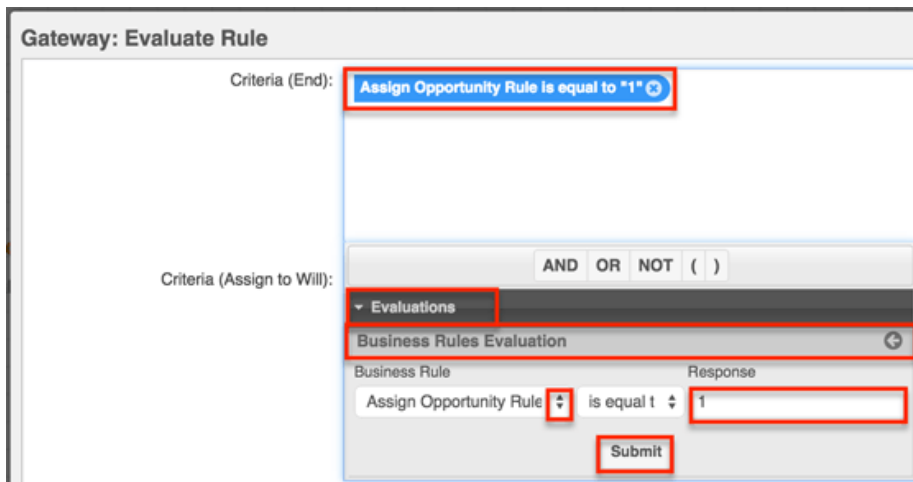 Gateway: Evaluate Rule
Criteria (End):
Assign Opportunity Rule is equal to "1"
AND OR NOT ( )
Criteria (Assign to Will):
Evaluations
Business Rules Evaluation
Business Rule Response
Assign Opportunity Rule is equal t 1
Submit